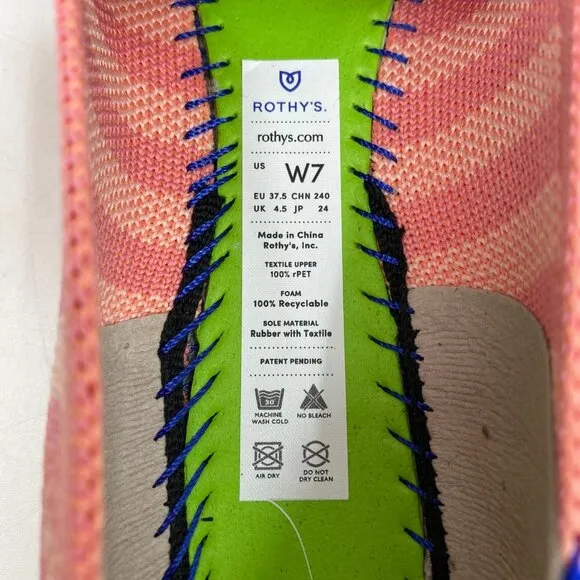 ROTHY'S.
rothys.com
US W7
EU 37.5 CHN 240
UK 4.5 JP 24
Made in China
Rothy's, Inc.
TEXTILE UPPER
100% rPET
FOAM
100% Recyclable
SOLE MATERIAL
Rubber with Textile
PATENT PENDING
30°
MACHINE WASH COLD
NO BLEACH
AIR DRY
DO NOT DRY CLEAN